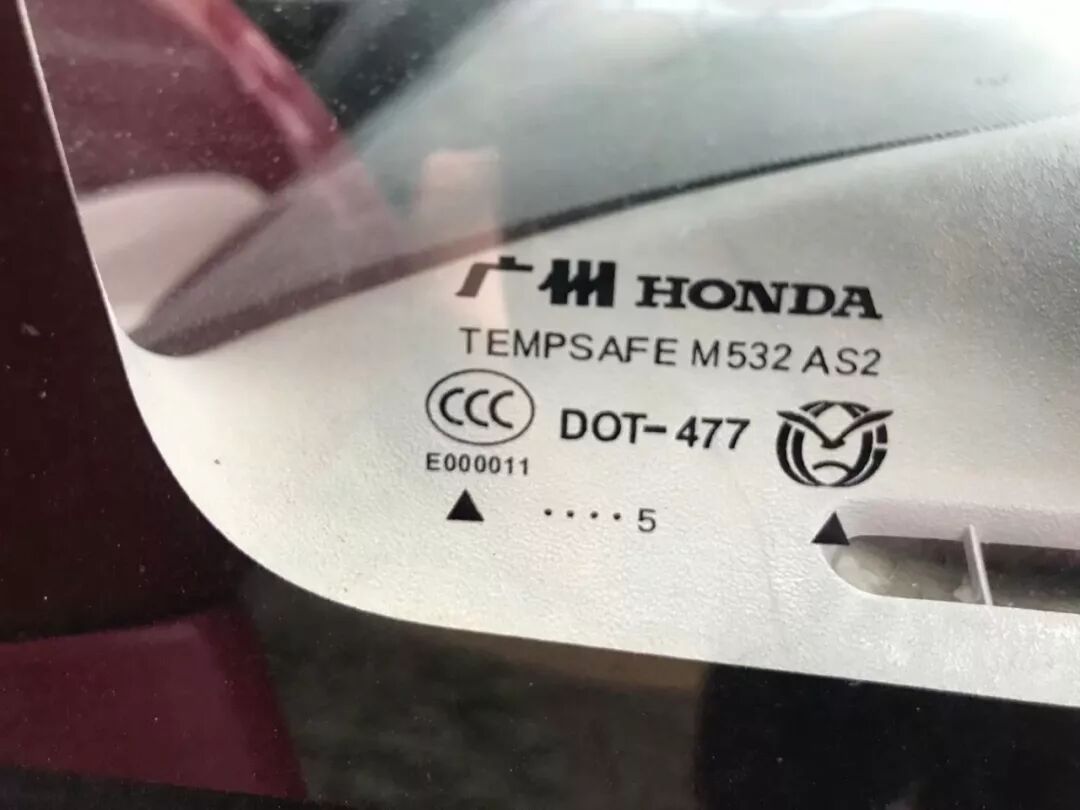 广州 HONDA
TEMPSAFE M532 AS2
CCC DOT-477
E000011
····5